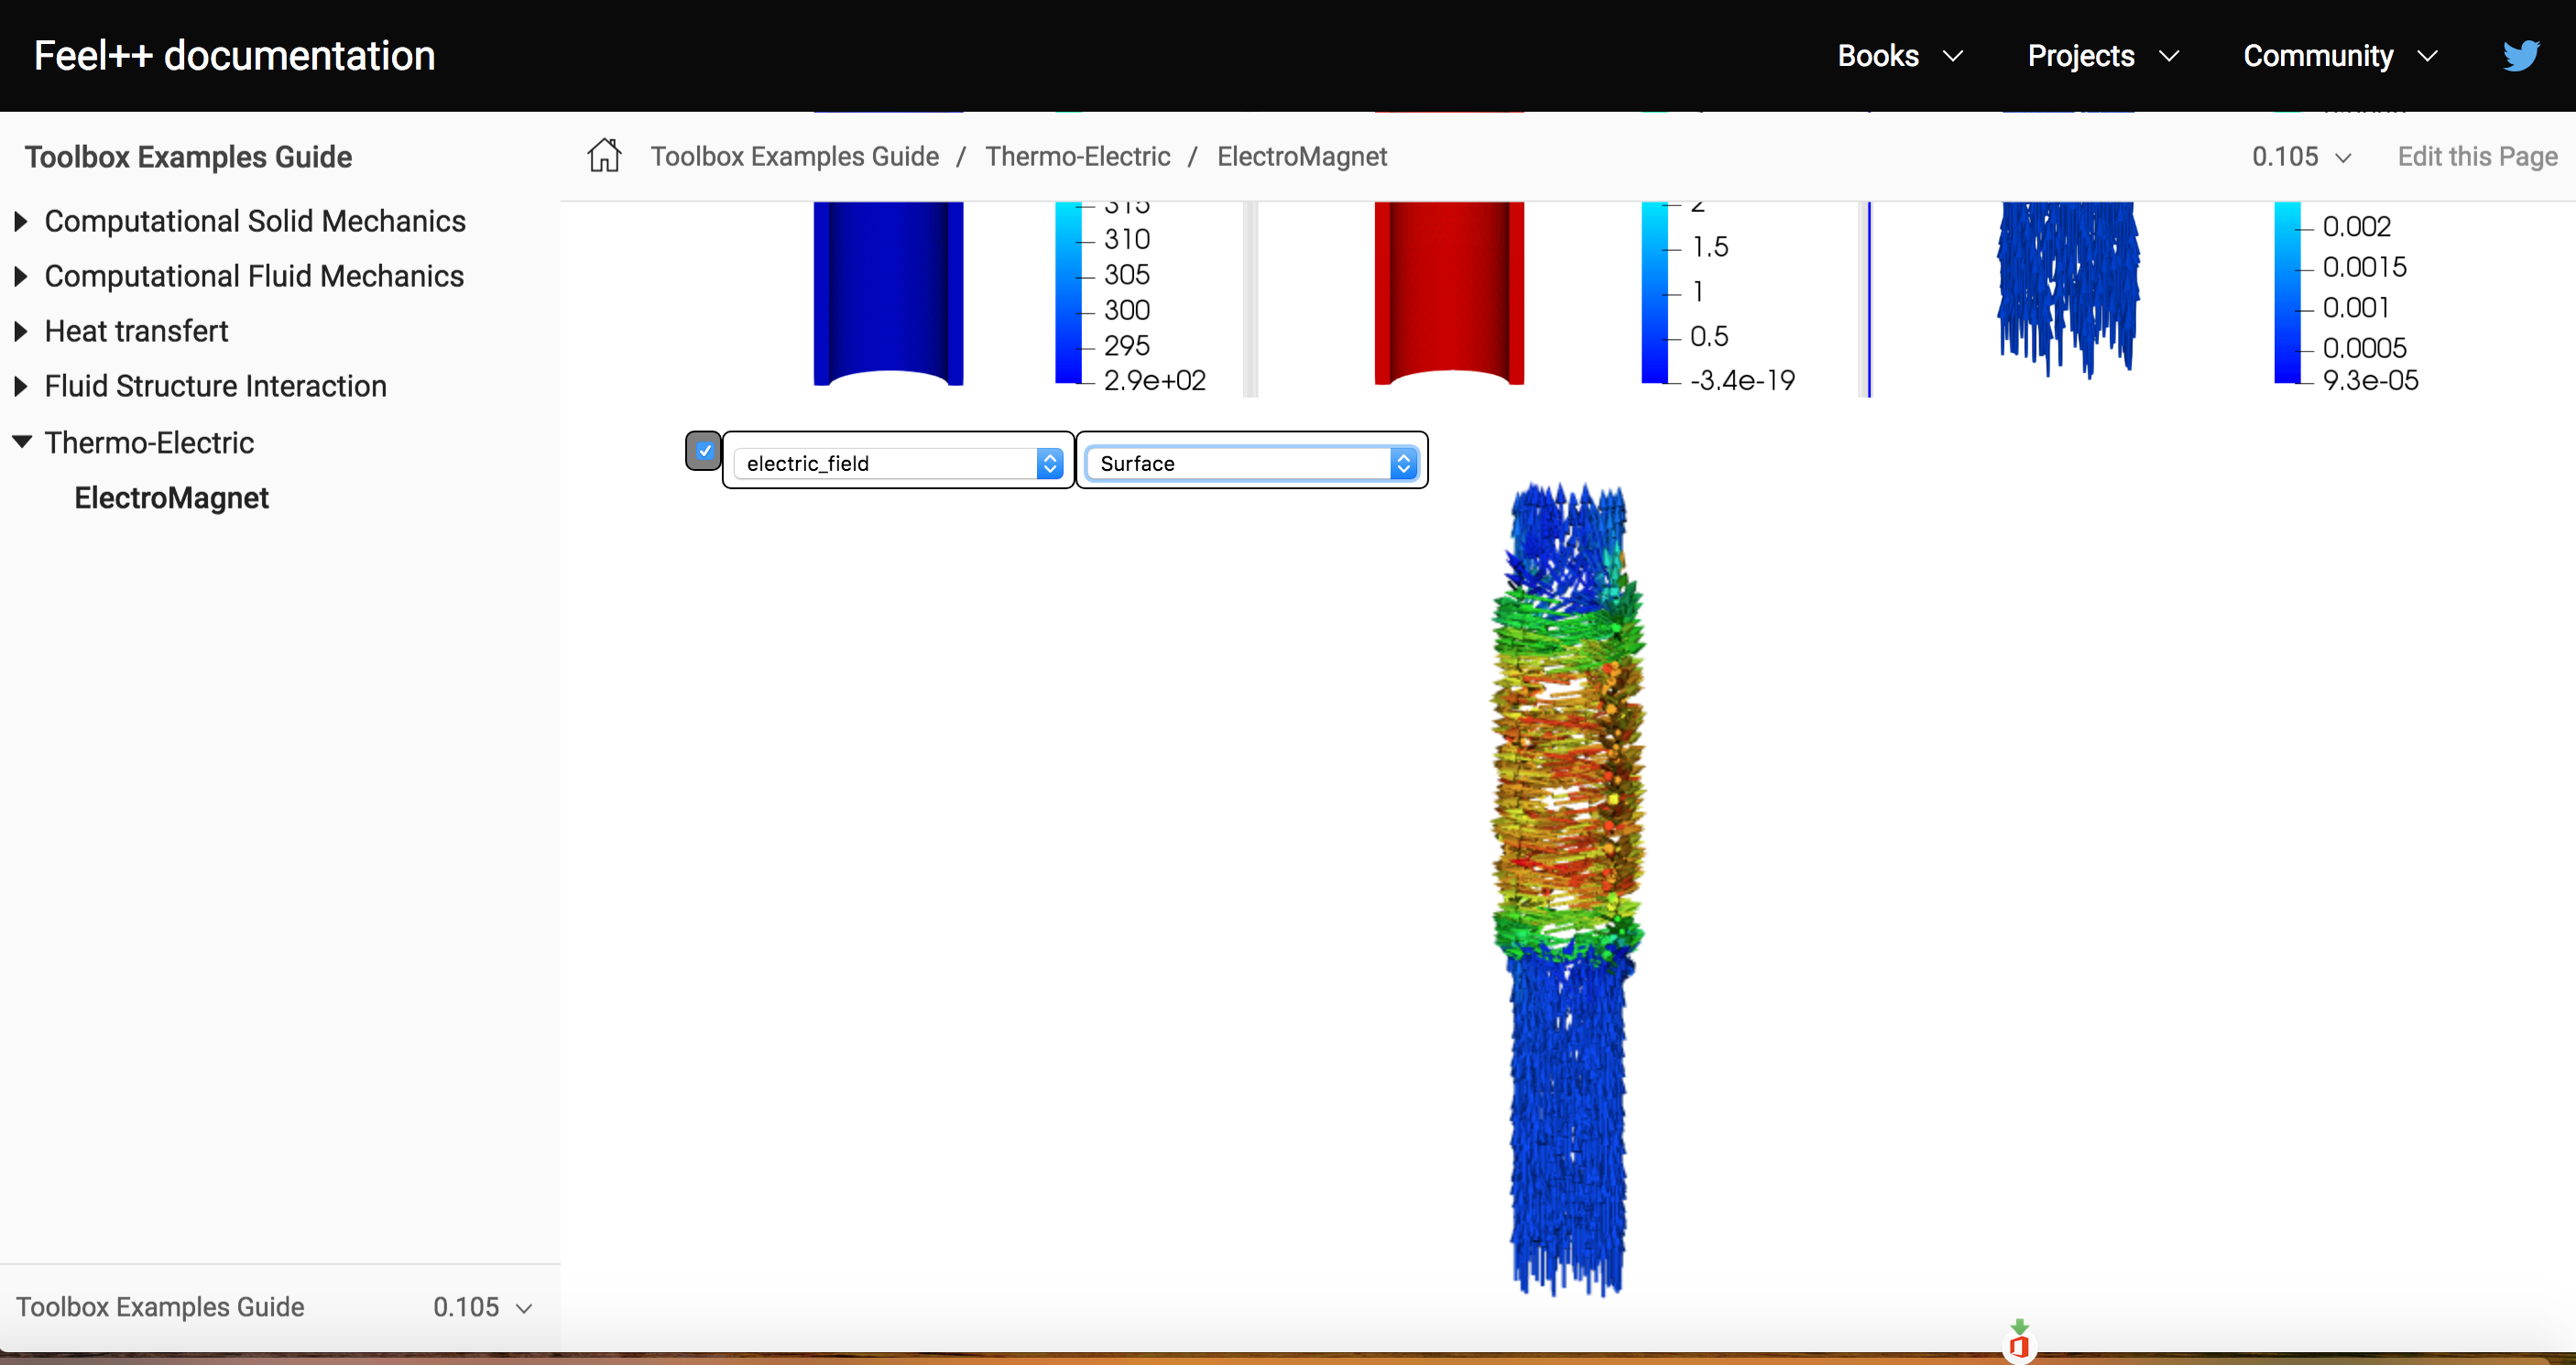 Feel++ documentation
Books
Projects
Community
Toolbox Examples Guide
Computational Solid Mechanics
Computational Fluid Mechanics
Heat transfert
Fluid Structure Interaction
Thermo-Electric
ElectroMagnet
Toolbox Examples Guide / Thermo-Electric / ElectroMagnet
0.105
Edit this Page
315
310
305
300
295
2.9e+02
2
1.5
1
0.5
-3.4e-19
0.002
0.0015
0.001
0.0005
9.3e-05
electric_field
Surface
Toolbox Examples Guide
0.105